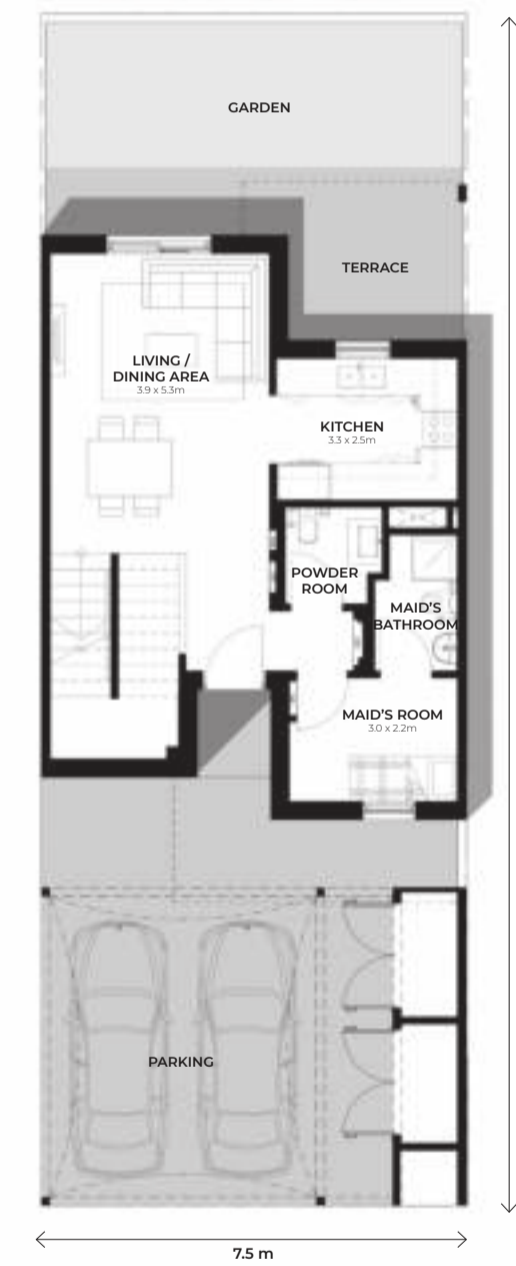 GARDEN
TERRACE
LIVING /
DINING AREA
3.9 x 5.3m
KITCHEN
3.3 x 2.5m
POWDER
ROOM
MAID'S
BATHROOM
MAID'S ROOM
3.0 x 2.2m
PARKING
7.5 m